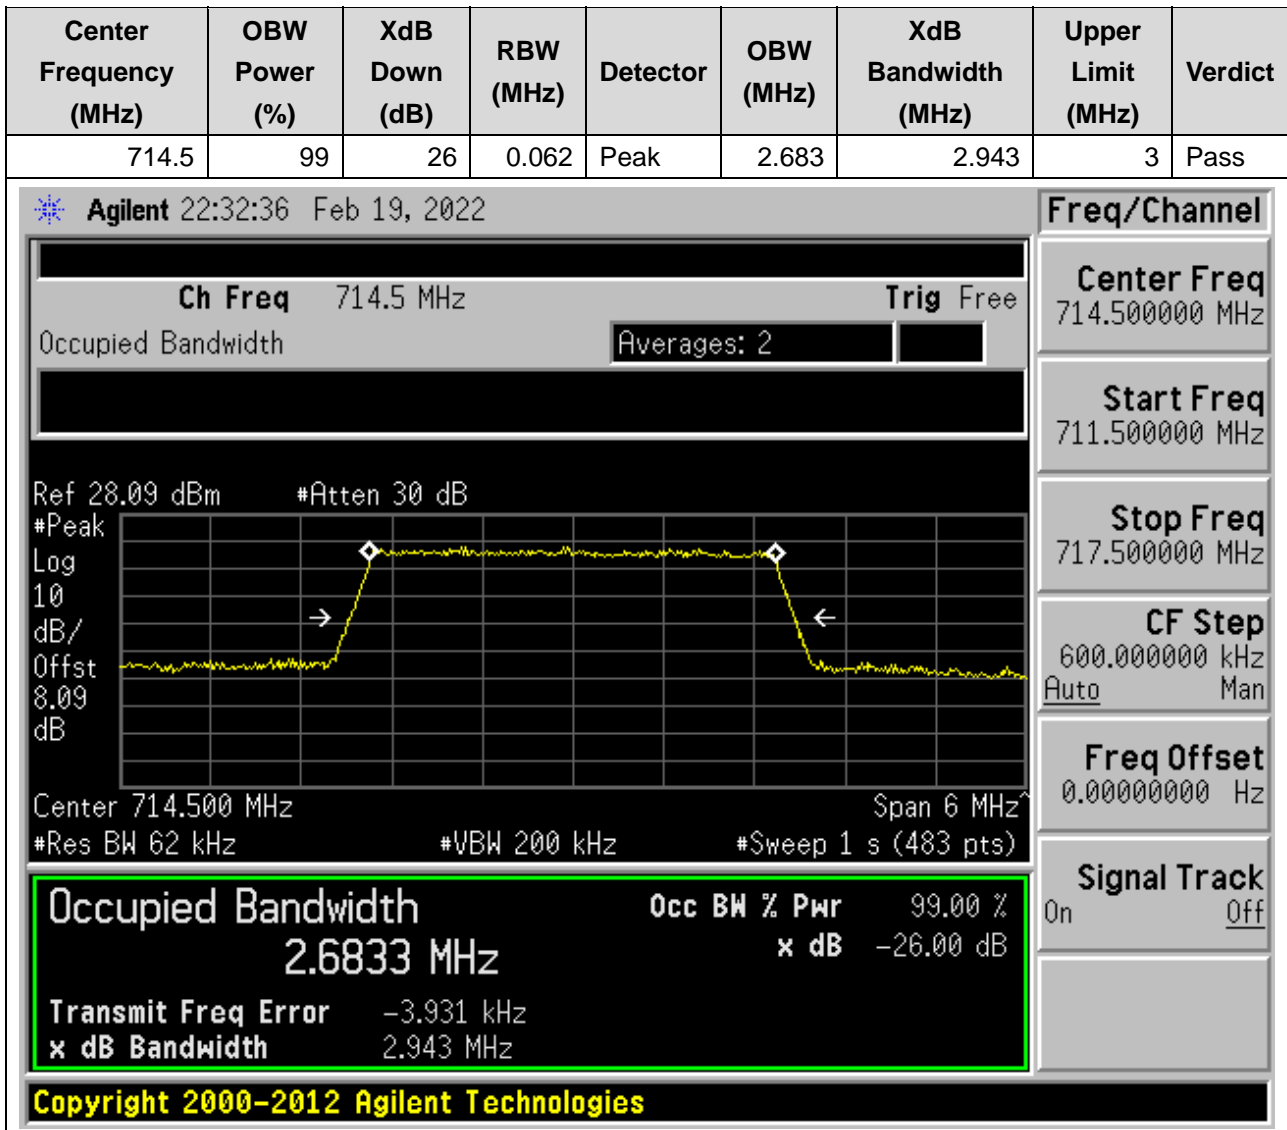 Center Frequency (MHz) OBW Power (%) XdB Down (dB) RBW (MHz) Detector OBW (MHz) XdB Bandwidth (MHz) Upper Limit (MHz) Verdict
714.5 99 26 0.062 Peak 2.683 2.943 3 Pass
Agilent 22:32:36 Feb 19, 2022
Freq/Channel
Ch Freq 714.5 MHz Trig Free
Occupied Bandwidth Averages: 2
Ref 28.09 dBm #Atten 30 dB
#Peak
Log
10
dB/
Offst
8.09
dB
Center 714.500 MHz Span 6 MHz^
#Res BW 62 kHz #VBW 200 kHz #Sweep 1 s (483 pts)
Occupied Bandwidth Occ BW % Pwr 99.00 %
2.6833 MHz x dB -26.00 dB
Transmit Freq Error -3.931 kHz
x dB Bandwidth 2.943 MHz
Copyright 2000-2012 Agilent Technologies
Center Freq
714.500000 MHz
Start Freq
711.500000 MHz
Stop Freq
717.500000 MHz
CF Step
600.000000 kHz
Auto Man
Freq Offset
0.00000000 Hz
Signal Track
On Off